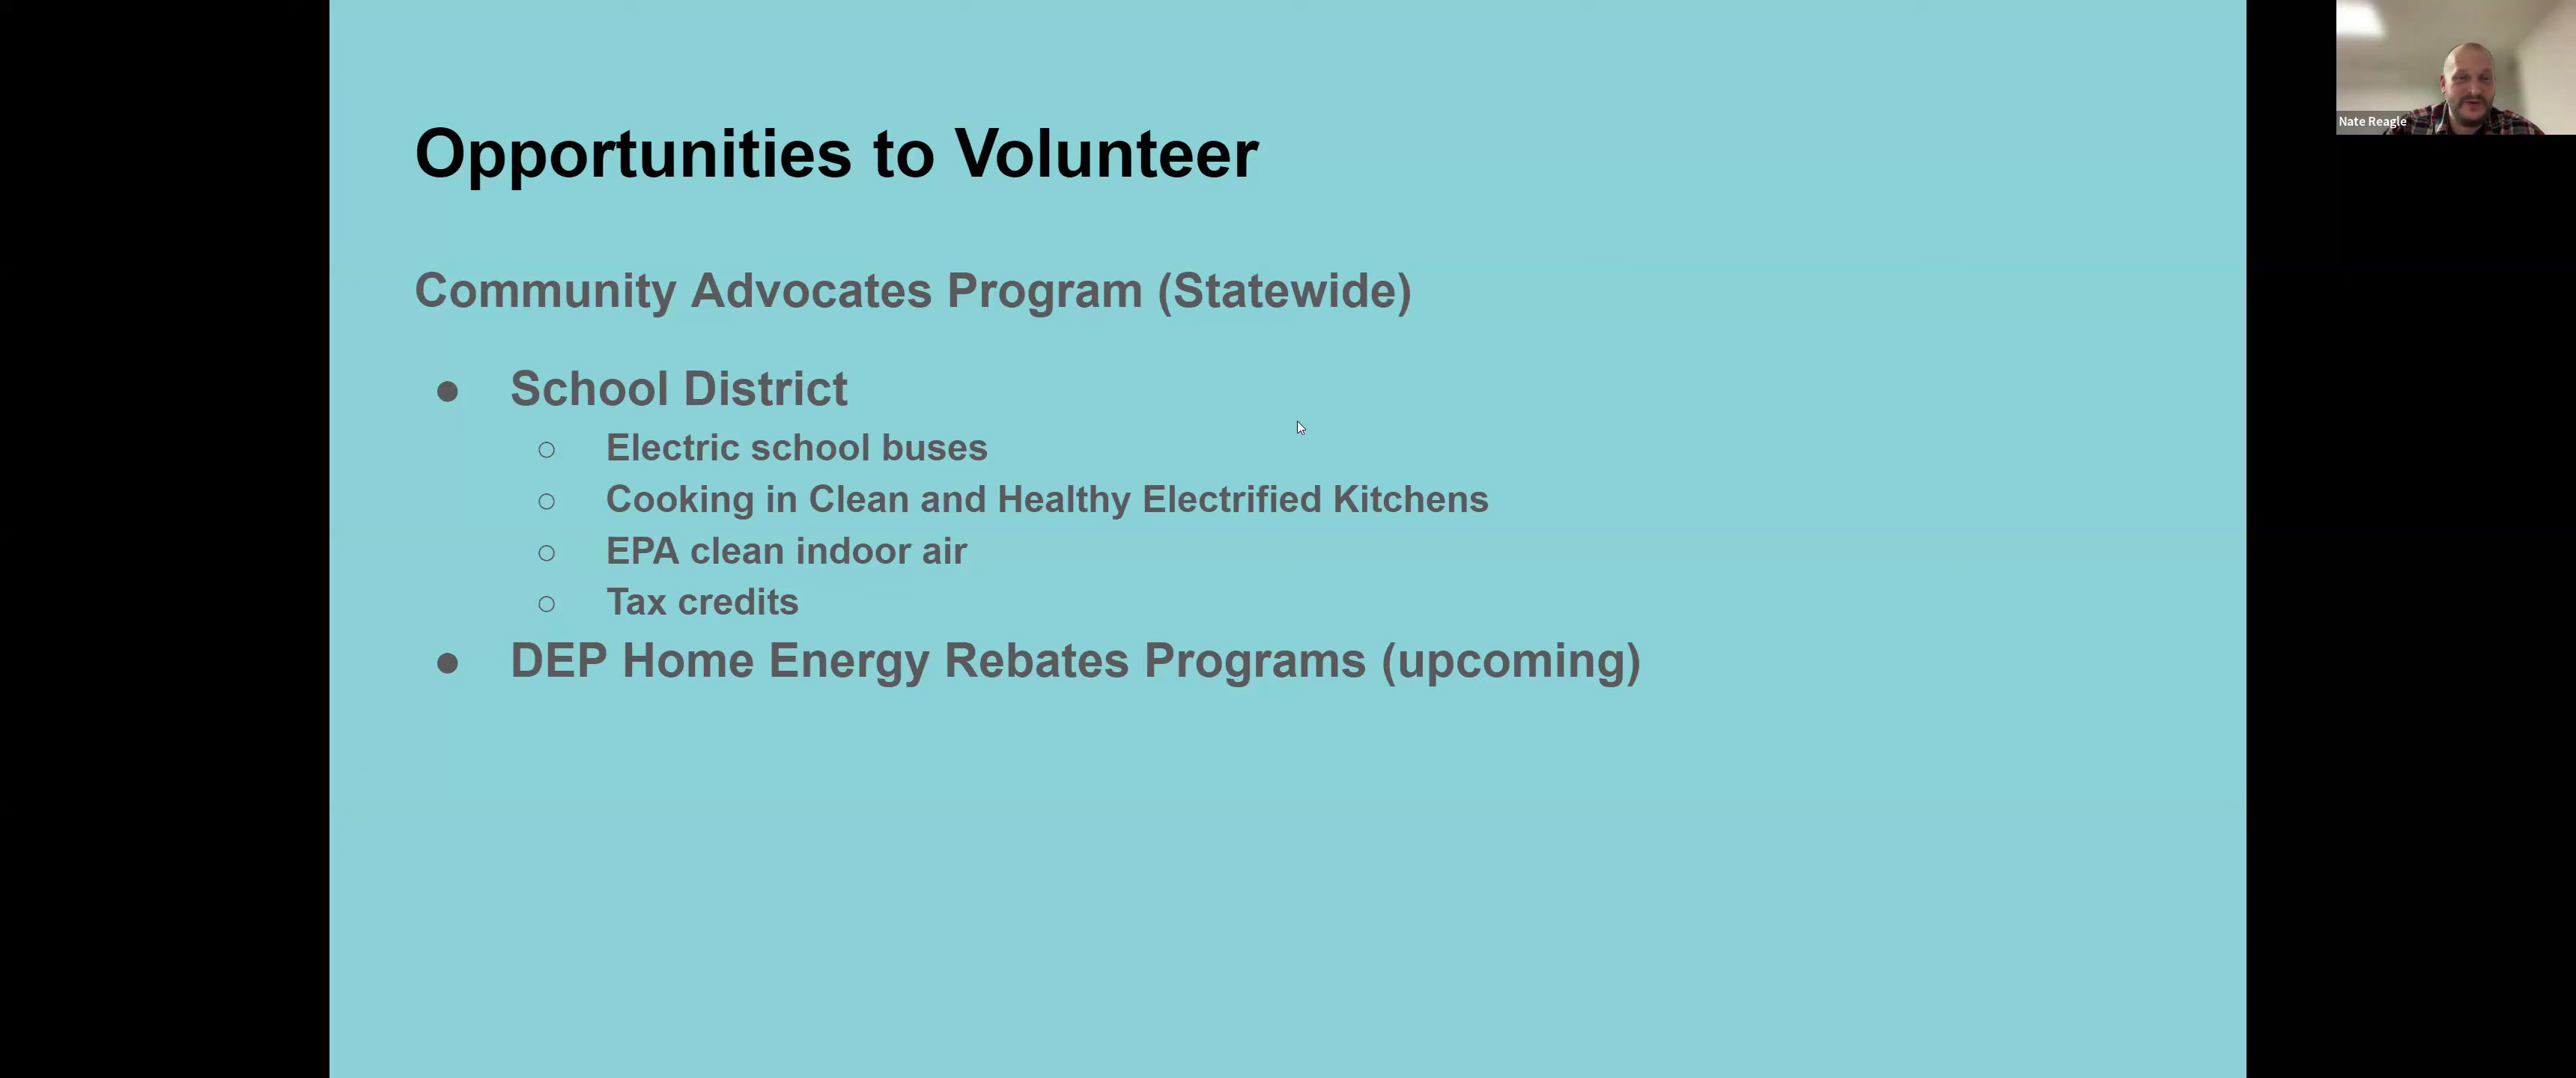 Opportunities to Volunteer
Community Advocates Program (Statewide)
● School District
○ Electric school buses
○ Cooking in Clean and Healthy Electrified Kitchens
○ EPA clean indoor air
○ Tax credits
● DEP Home Energy Rebates Programs (upcoming)
Nate Reagle